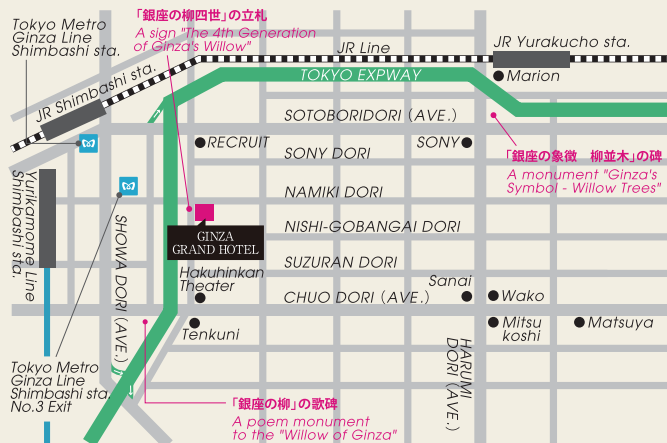 Tokyo Metro
Ginza Line
Shimbashi sta.
「銀座の柳四世」の立札
A sign "The 4th Generation
of Ginza's Willow"
JR Line
JR Yurakucho sta.
Marion
JR Shimbashi sta.
TOKYO EXPWAY
SOTOBORIDORI (AVE.)
RECRUIT
SONY
SONY DORI
「銀座の象徴　柳並木」の碑
A monument "Ginza's
Symbol - Willow Trees"
NAMIKI DORI
Yurikamome Line
Shimbashi sta.
SHOWA DORI (AVE.)
GINZA
GRAND HOTEL
NISHI-GOBANGAI DORI
SUZURAN DORI
Hakuhinkan
Theater
CHUO DORI (AVE.)
Sanai
Wako
Tenkuni
Mitsu
koshi
Matsuya
HARUMI
DORI (AVE.)
Tokyo Metro
Ginza Line
Shimbashi sta.
No.3 Exit
「銀座の柳」の歌碑
A poem monument
to the "Willow of Ginza"